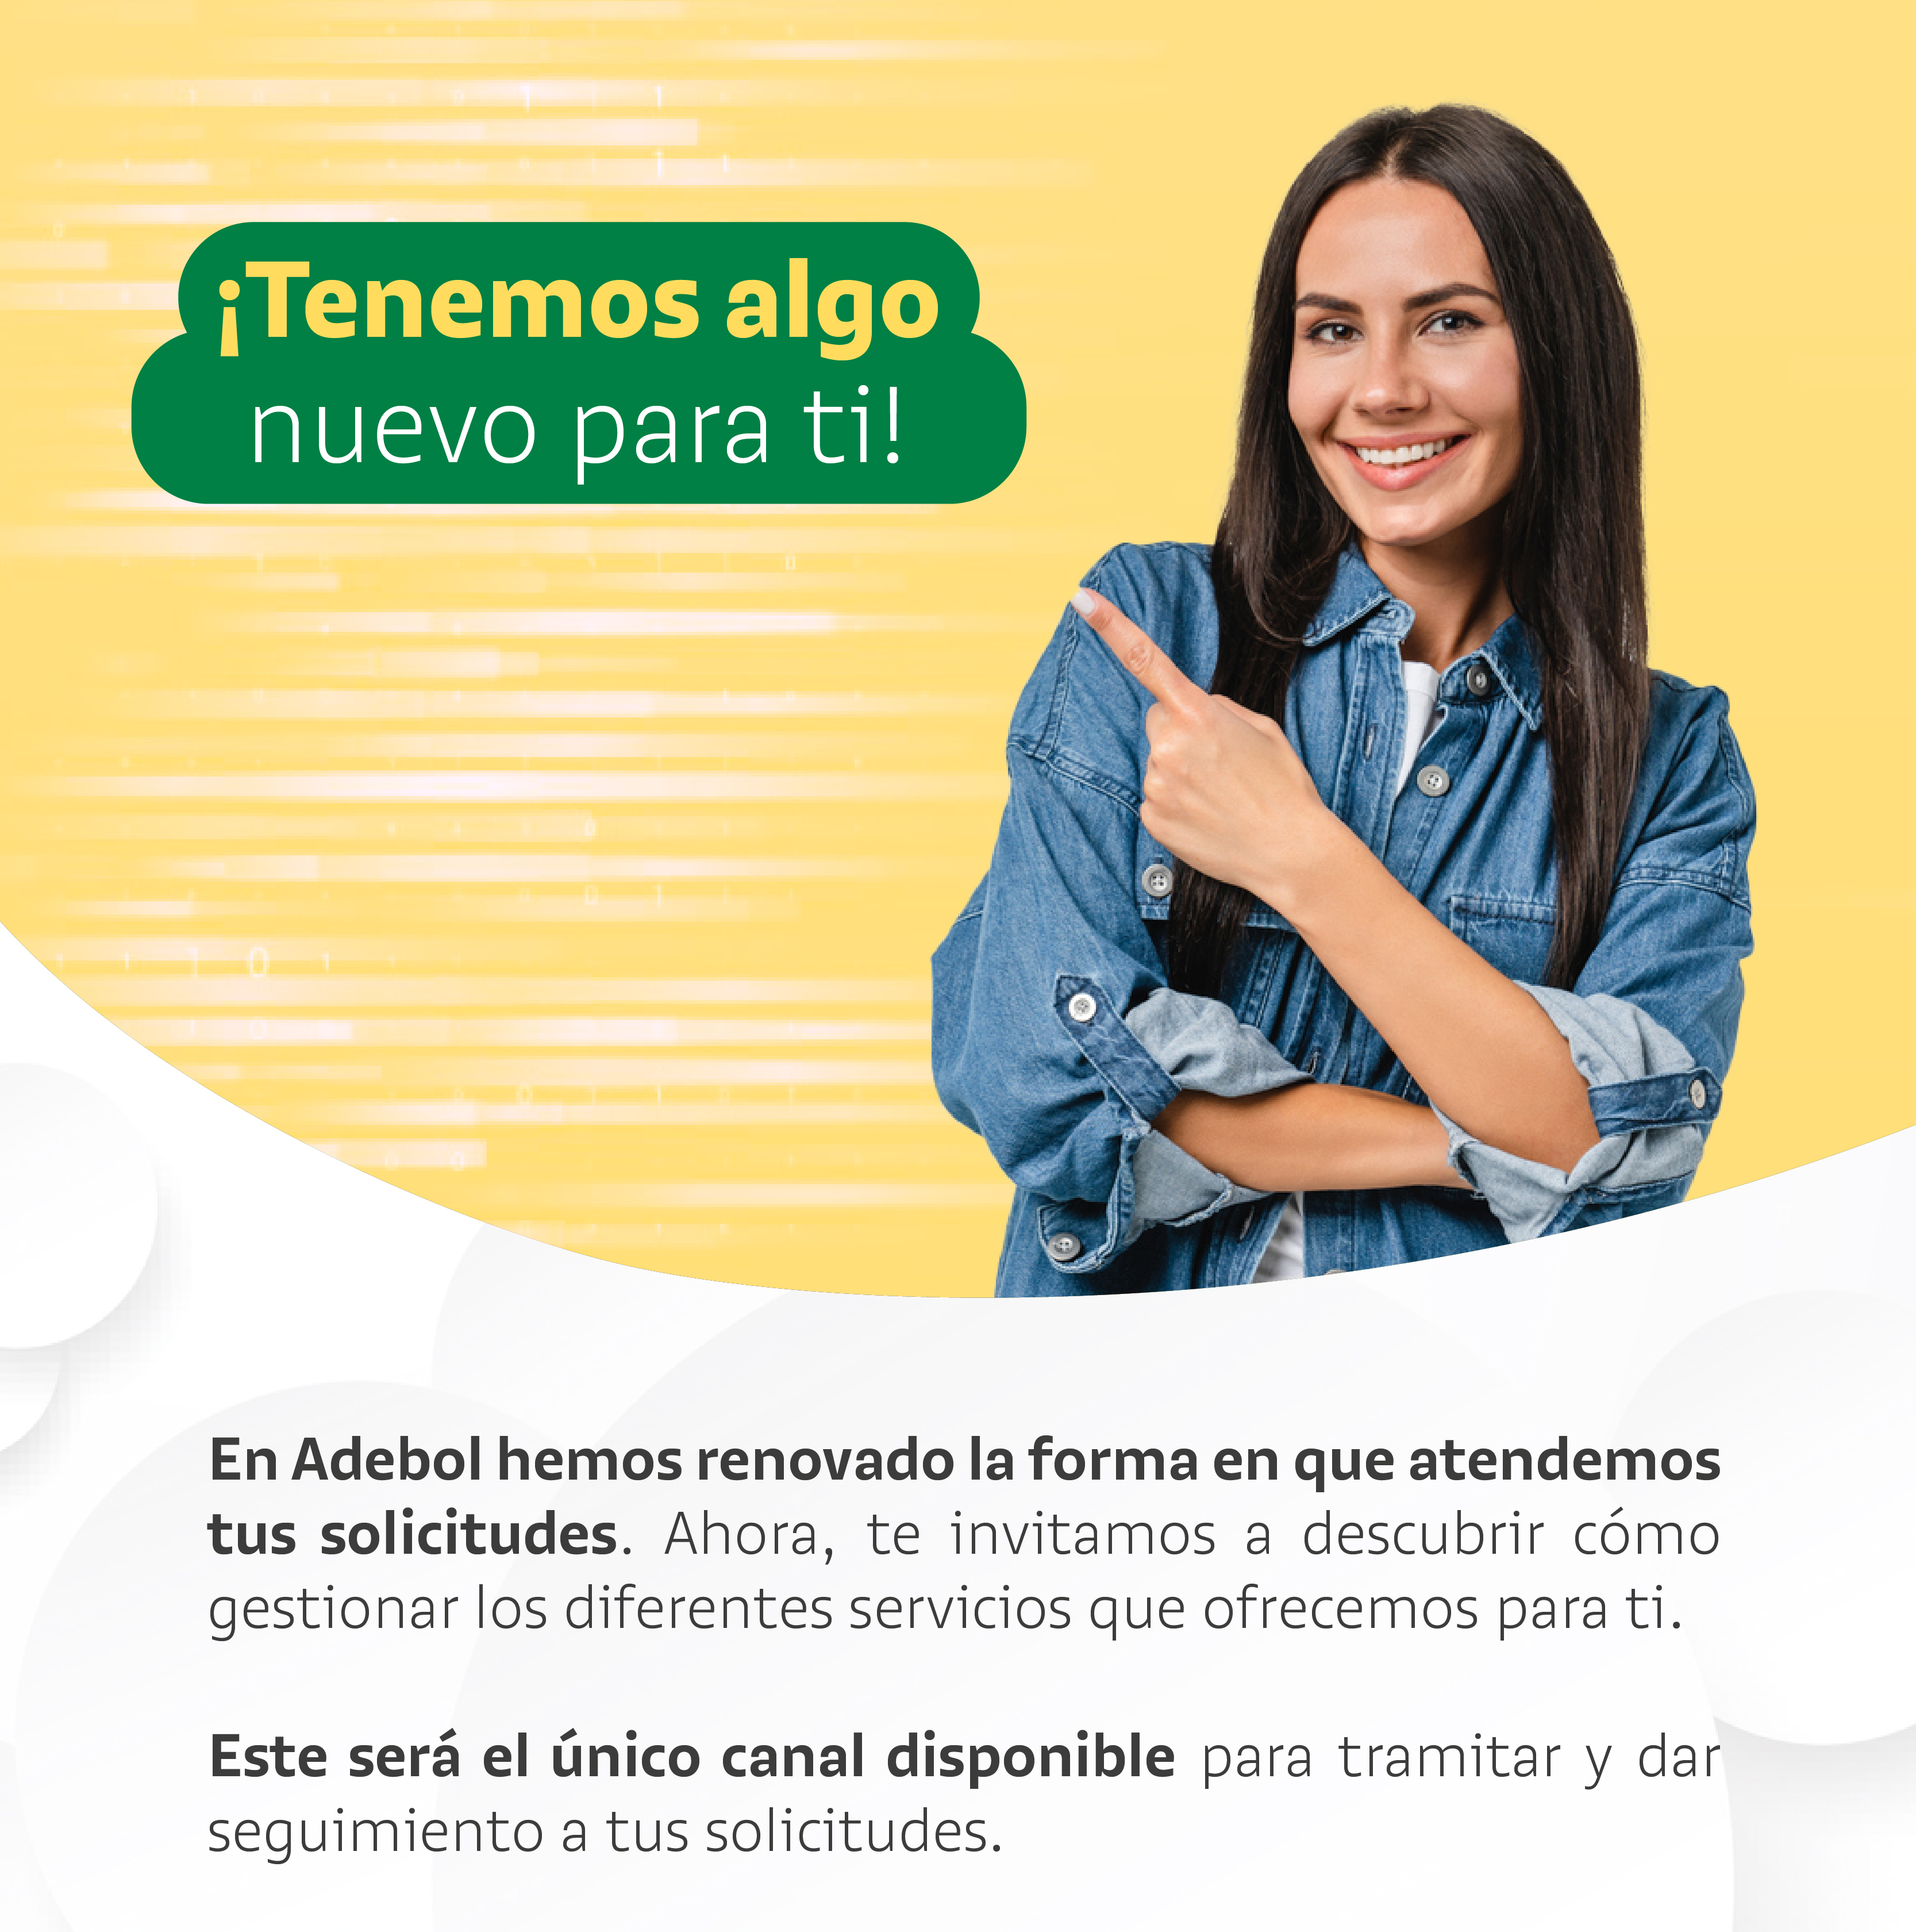 ¡Tenemos algo
nuevo para ti!
En Adebol hemos renovado la forma en que atendemos
tus solicitudes. Ahora, te invitamos a descubrir cómo
gestionar los diferentes servicios que ofrecemos para ti.
Este será el único canal disponible para tramitar y dar
seguimiento a tus solicitudes.